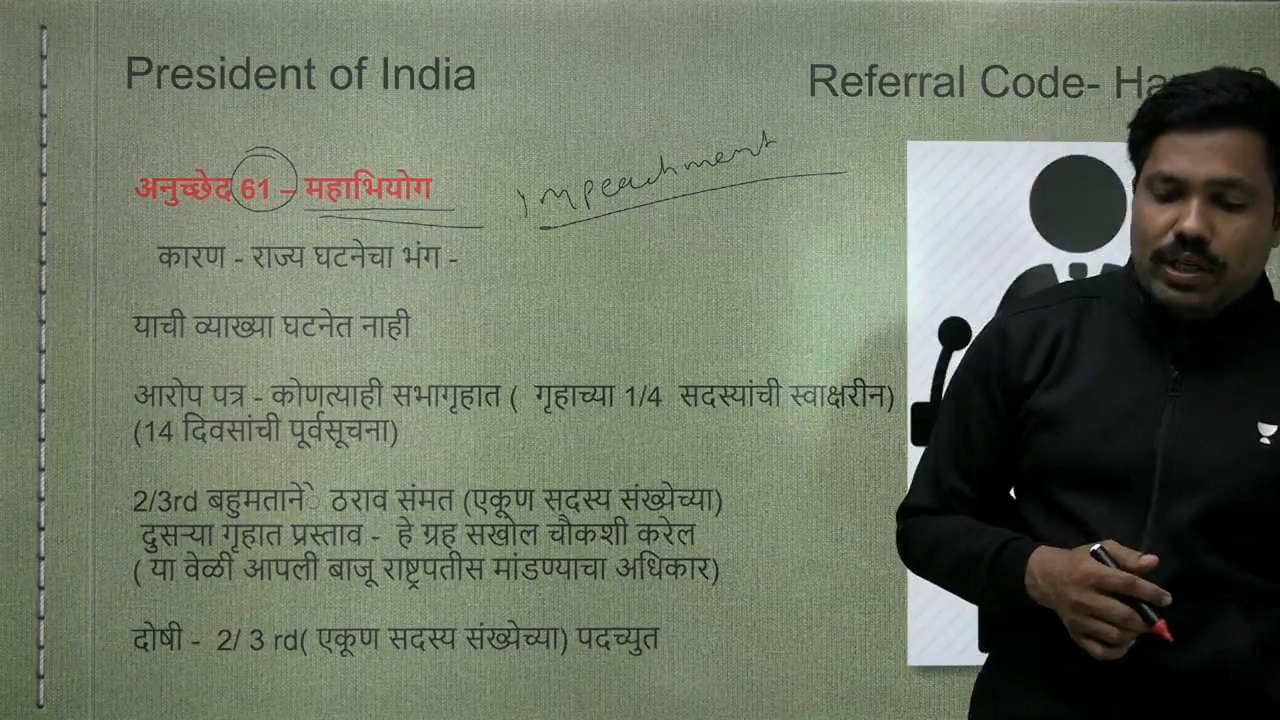 President of India
Referral Code- Ha
अनुच्छेद 61 – महाभियोग
Impeachment
कारण - राज्य घटनेचा भंग -
याची व्याख्या घटनेत नाही
आरोप पत्र - कोणत्याही सभागृहात ( गृहाच्या 1/4 सदस्यांची स्वाक्षरीन)
(14 दिवसांची पूर्वसूचना)
2/3rd बहुमतानेे ठराव संमत (एकूण सदस्य संख्येच्या)
दुसऱ्या गृहात प्रस्ताव - हे ग्रह सखोल चौकशी करेल
( या वेळी आपली बाजू राष्ट्रपतीस मांडण्याचा अधिकार)
दोषी - 2/ 3 rd( एकूण सदस्य संख्येच्या) पदच्युत